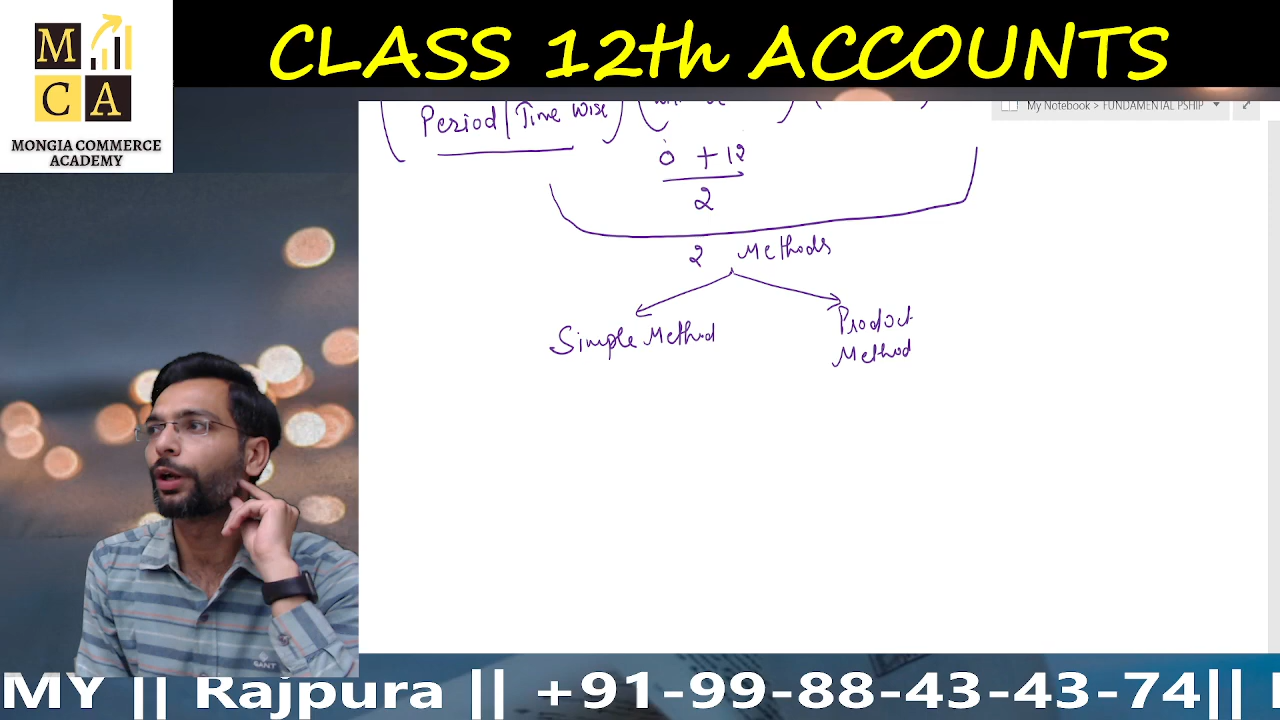 CLASS 12th ACCOUNTS
M
C A
MONGIA COMMERCE
ACADEMY
My Notebook > FUNDAMENTAL PSHIP
Period/Time Wise
0 + 12
2
2 Methods
Simple Method
Product
Method
GANT
MY || Rajpura || +91-99-88-43-43-74||